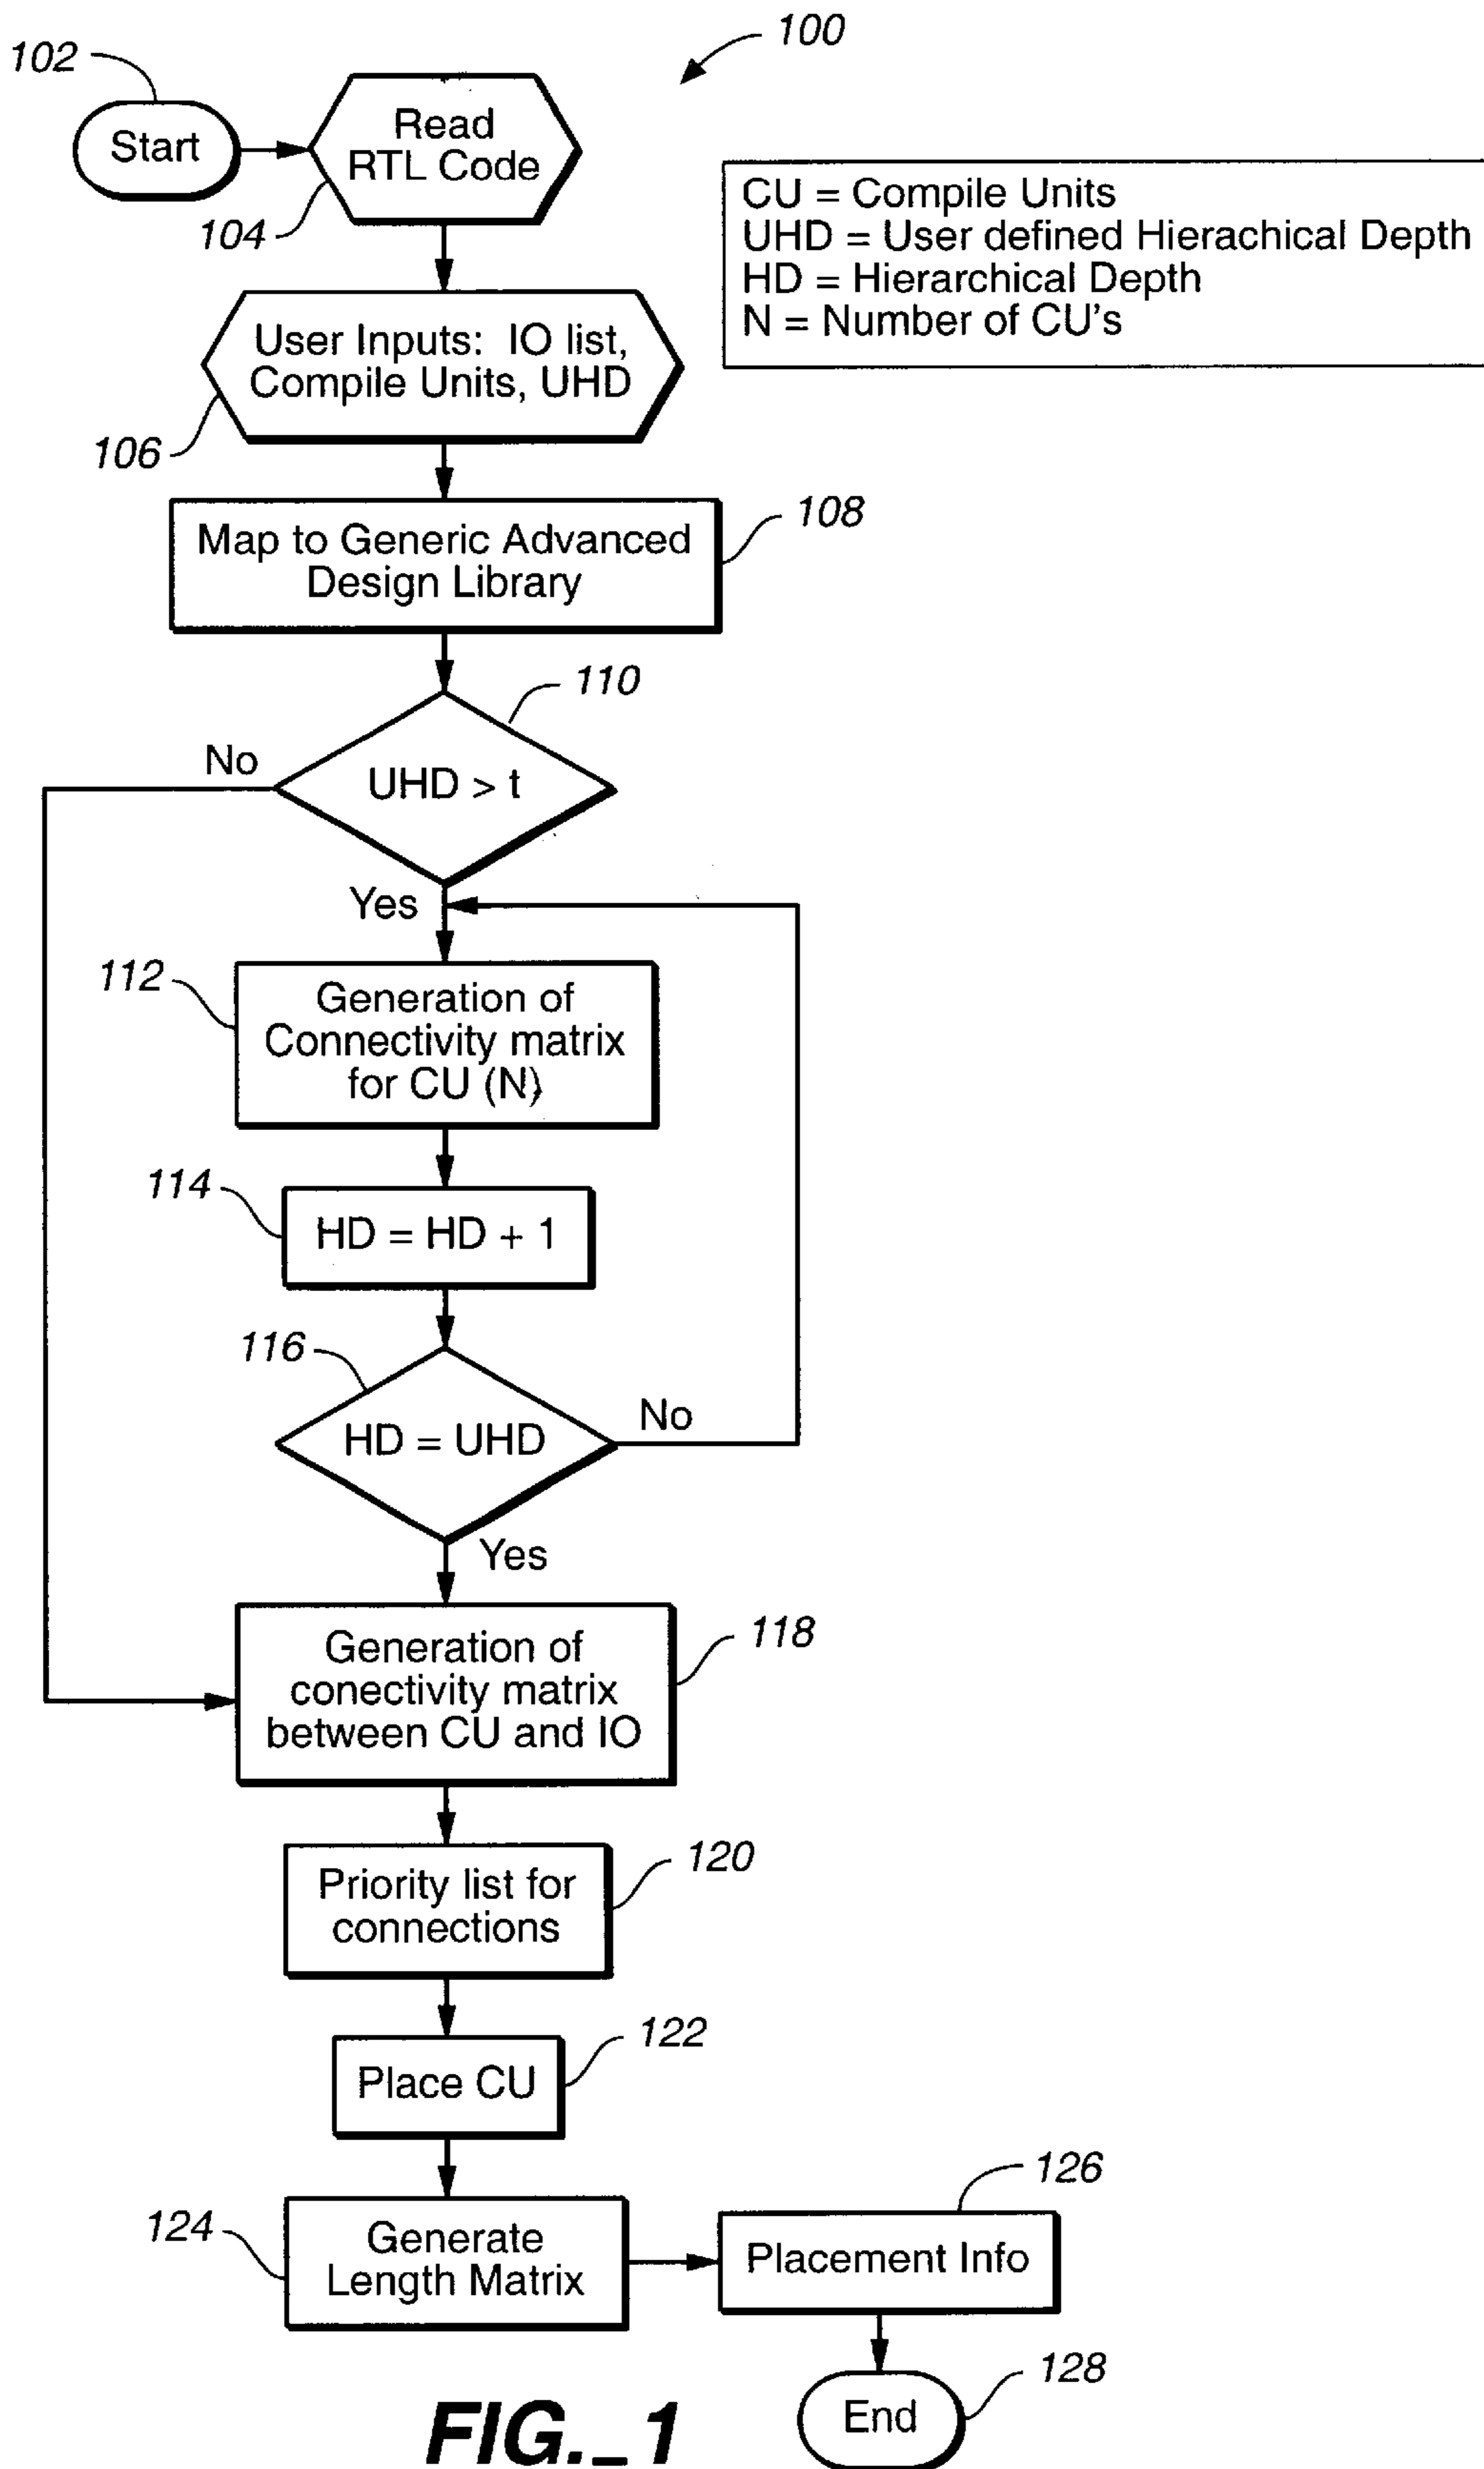 100
102
Start
Read
RTL Code
104
CU = Compile Units
UHD = User defined Hierachical Depth
HD = Hierarchical Depth
N = Number of CU's
User Inputs: IO list,
Compile Units, UHD
106
Map to Generic Advanced
Design Library
108
110
No
UHD > t
Yes
112
Generation of
Connectivity matrix
for CU (N)
114
HD = HD + 1
116
HD = UHD
No
Yes
Generation of
conectivity matrix
between CU and IO
118
Priority list for
connections
120
Place CU
122
124
Generate
Length Matrix
126
Placement Info
End
128
FIG._1